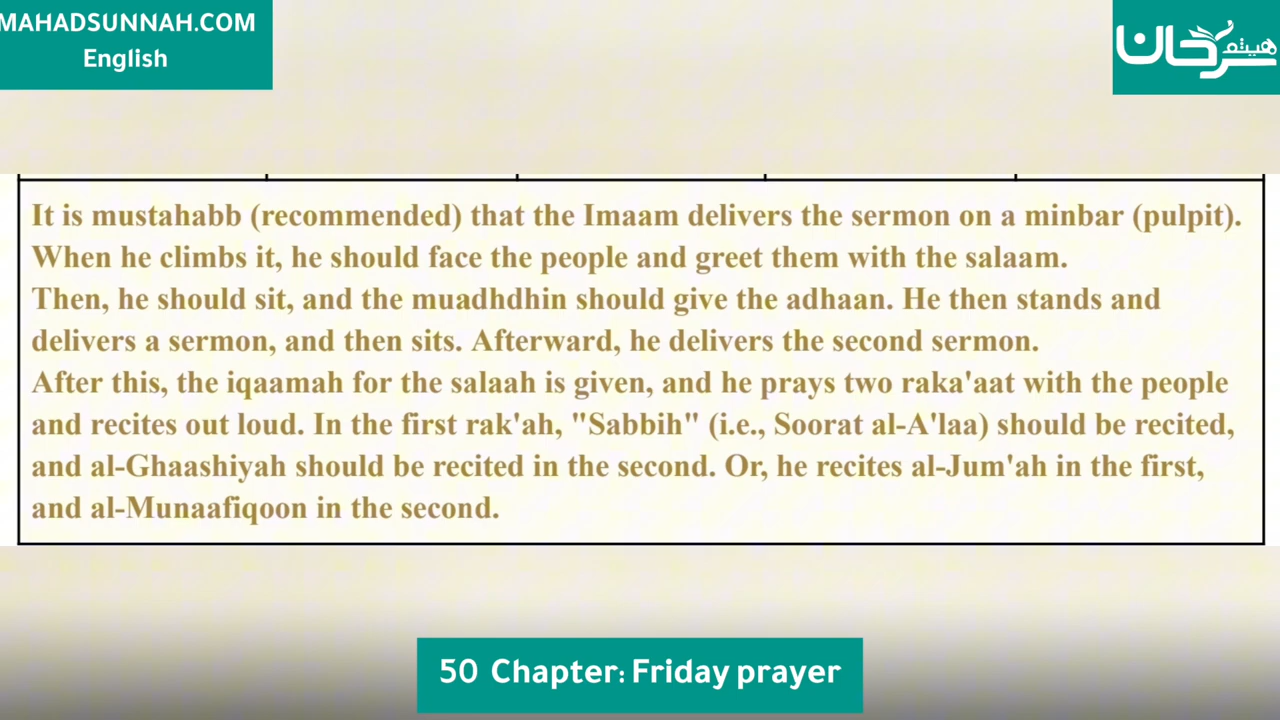 MAHADSUNNAH.COM
English
هيثم
سرحان
It is mustahabb (recommended) that the Imaam delivers the sermon on a minbar (pulpit).
When he climbs it, he should face the people and greet them with the salaam.
Then, he should sit, and the muadhdhin should give the adhaan. He then stands and
delivers a sermon, and then sits. Afterward, he delivers the second sermon.
After this, the iqaamah for the salaah is given, and he prays two raka'aat with the people
and recites out loud. In the first rak'ah, "Sabbih" (i.e., Soorat al-A'laa) should be recited,
and al-Ghaashiyah should be recited in the second. Or, he recites al-Jum'ah in the first,
and al-Munaafiqoon in the second.
50 Chapter: Friday prayer